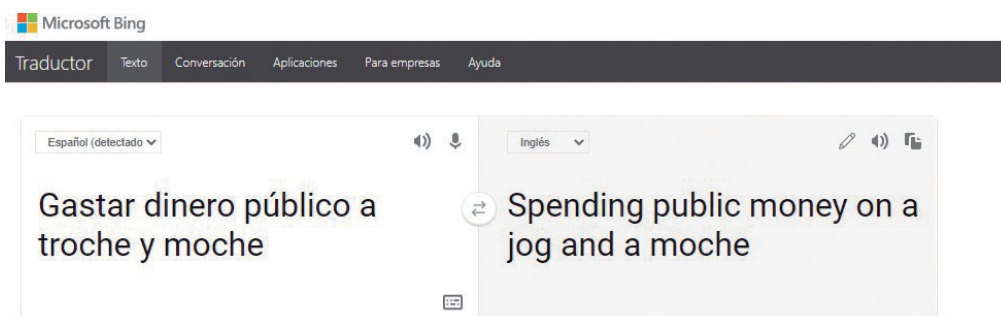 Microsoft Bing
Traductor Texto Conversación Aplicaciones Para empresas Ayuda
Español (detectado
Inglés
Gastar dinero público a
troche y moche
Spending public money on a
jog and a moche